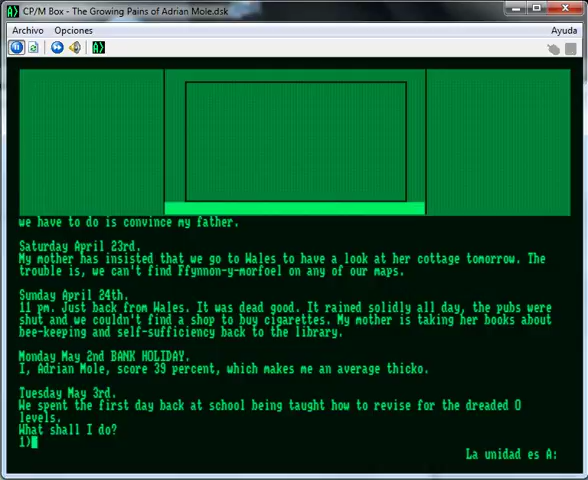 CP/M Box - The Growing Pains of Adrian Mole.dsk
Archivo Opciones Ayuda
A>
we have to do is convince my father.
Saturday April 23rd.
My mother has insisted that we go to Wales to have a look at her cottage tomorrow. The
trouble is, we can't find Ffynnon-y-morfoel on any of our maps.
Sunday April 24th.
11 pm. Just back from Wales. It was dead good. It rained solidly all day, the pubs were
shut and we couldn't find a shop to buy cigarettes. My mother is taking her books about
bee-keeping and self-sufficiency back to the library.
Monday May 2nd BANK HOLIDAY.
I, Adrian Mole, score 39 percent, which makes me an average thicko.
Tuesday May 3rd.
We spent the first day back at school being taught how to revise for the dreaded O
levels.
What shall I do?
1)
La unidad es A: